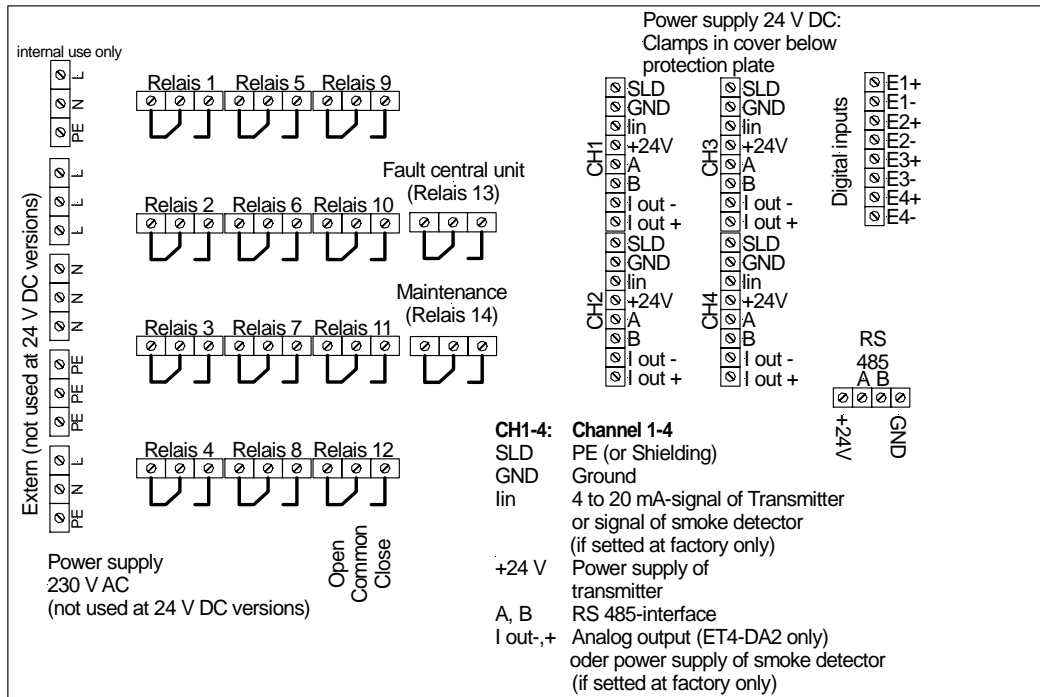 Power supply 24 V DC:
Clamps in cover below
protection plate
internal use only
L
N
PE
Relais 1
Relais 5
Relais 9
L
L
L
Relais 2
Relais 6
Relais 10
Fault central unit
(Relais 13)
N
N
N
Relais 3
Relais 7
Relais 11
Maintenance
(Relais 14)
PE
PE
PE
Relais 4
Relais 8
Relais 12
L
N
PE
Extern (not used at 24 V DC versions)
Open
Common
Close
Power supply
230 V AC
(not used at 24 V DC versions)
CH1
SLD
GND
Iin
+24V
A
B
I out -
I out +
CH2
SLD
GND
Iin
+24V
A
B
I out -
I out +
CH3
SLD
GND
Iin
+24V
A
B
I out -
I out +
CH4
SLD
GND
Iin
+24V
A
B
I out -
I out +
Digital inputs
E1+
E1-
E2+
E2-
E3+
E3-
E4+
E4-
RS
485
A B
+24V
GND
CH1-4: Channel 1-4
SLD PE (or Shielding)
GND Ground
Iin 4 to 20 mA-signal of Transmitter
or signal of smoke detector
(if setted at factory only)
+24 V Power supply of
transmitter
A, B RS 485-interface
I out-,+ Analog output (ET4-DA2 only)
oder power supply of smoke detector
(if setted at factory only)